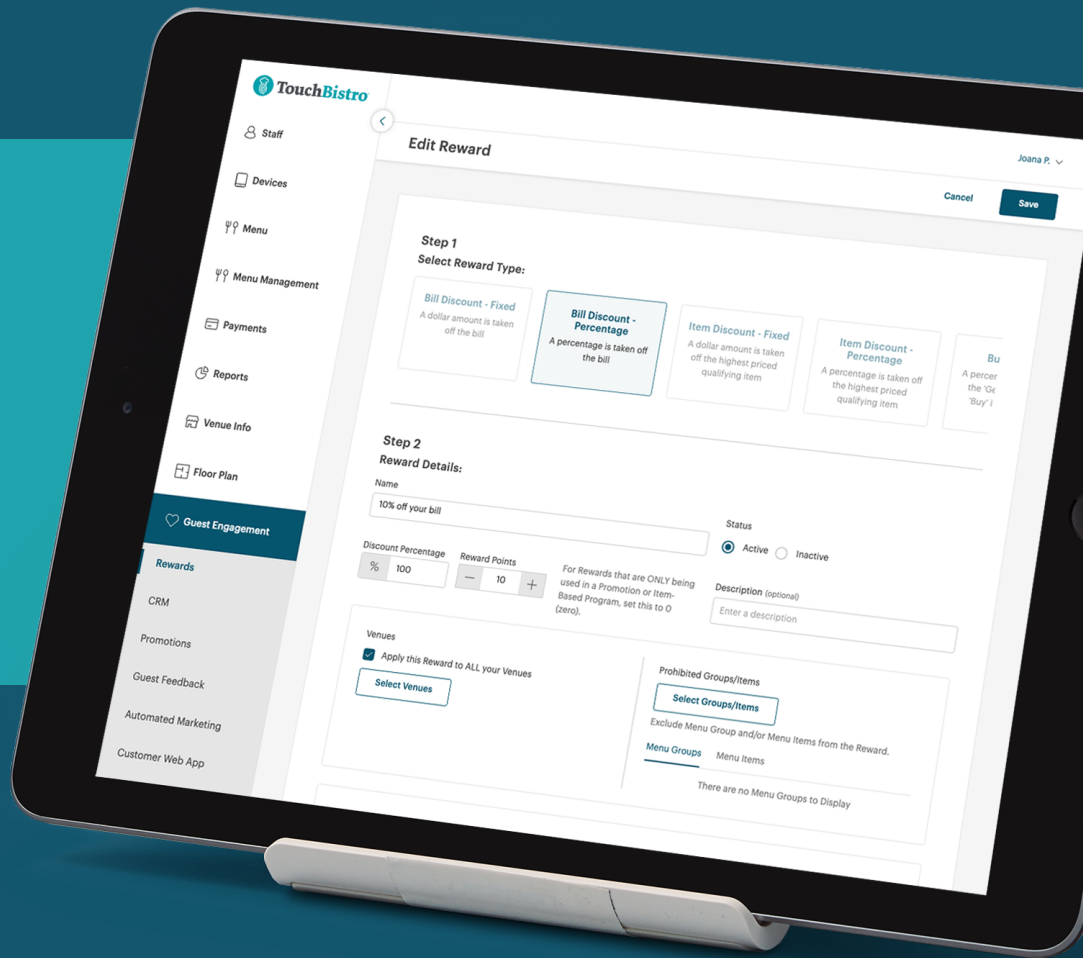 TouchBistro
Staff
Devices
Menu
Menu Management
Payments
Reports
Venue Info
Floor Plan
Guest Engagement
Rewards
CRM
Promotions
Guest Feedback
Automated Marketing
Customer Web App
Edit Reward
Joana P.
Cancel
Save
Step 1
Select Reward Type:
Bill Discount - Fixed
A dollar amount is taken
off the bill
Bill Discount -
Percentage
A percentage is taken off
the bill
Item Discount - Fixed
A dollar amount is taken
off the highest priced
qualifying item
Item Discount -
Percentage
A percentage is taken off
the highest priced
qualifying item
Bu
A percer
the 'Ge
'Buy' i
Step 2
Reward Details:
Name
10% off your bill
Status
Active
Inactive
Discount Percentage
% 100
Reward Points
— 10 +
For Rewards that are ONLY being
used in a Promotion or Item-
Based Program, set this to 0
(zero).
Description (optional)
Enter a description
Venues
Apply this Reward to ALL your Venues
Select Venues
Prohibited Groups/Items
Select Groups/Items
Exclude Menu Group and/or Menu Items from the Reward.
Menu Groups Menu Items
There are no Menu Groups to Display